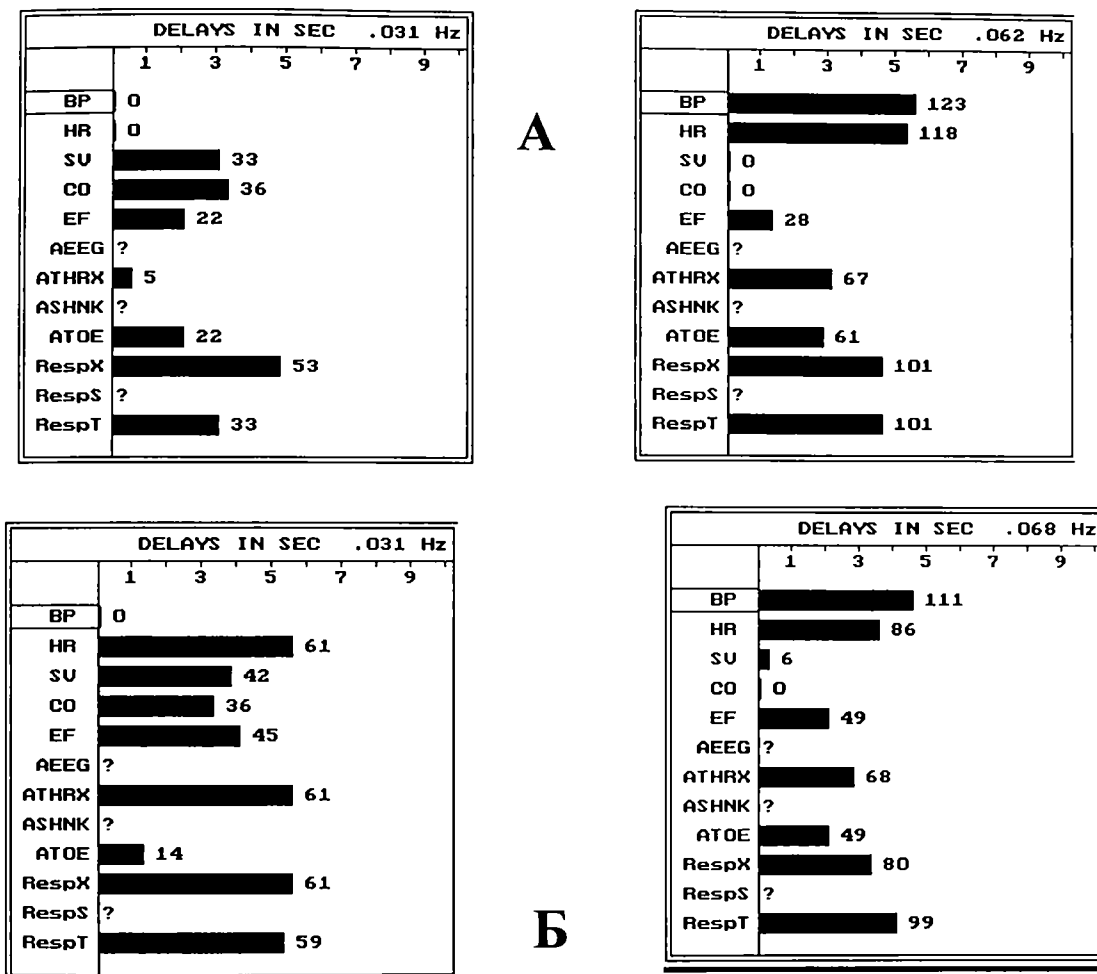 DELAYS IN SEC .031 Hz
1 3 5 7 9
BP 0
HR 0
SV 33
CO 36
EF 22
AEEG ?
ATHRX 5
ASHNK ?
ATOE 22
RespX 53
RespS ?
RespT 33
А
DELAYS IN SEC .062 Hz
1 3 5 7 9
BP 123
HR 118
SV 0
CO 0
EF 28
AEEG ?
ATHRX 67
ASHNK ?
ATOE 61
RespX 101
RespS ?
RespT 101
DELAYS IN SEC .031 Hz
1 3 5 7 9
BP 0
HR 61
SV 42
CO 36
EF 45
AEEG ?
ATHRX 61
ASHNK ?
ATOE 14
RespX 61
RespS ?
RespT 59
Б
DELAYS IN SEC .068 Hz
1 3 5 7 9
BP 111
HR 86
SV 6
CO 0
EF 49
AEEG ?
ATHRX 68
ASHNK ?
ATOE 49
RespX 80
RespS ?
RespT 99